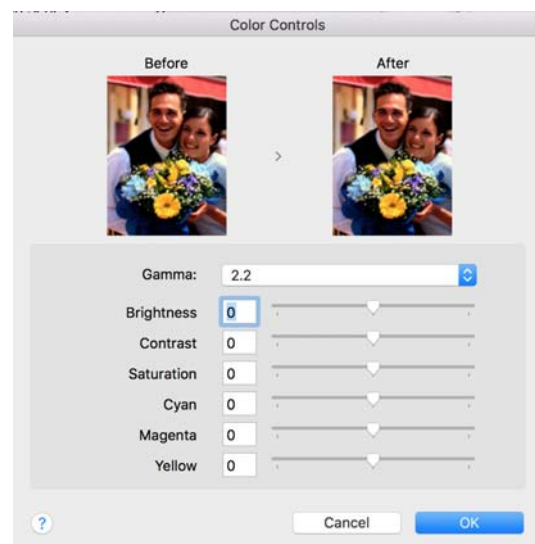 Color Controls
Before After
>
Gamma: 2.2
Brightness 0
Contrast 0
Saturation 0
Cyan 0
Magenta 0
Yellow 0
? Cancel OK